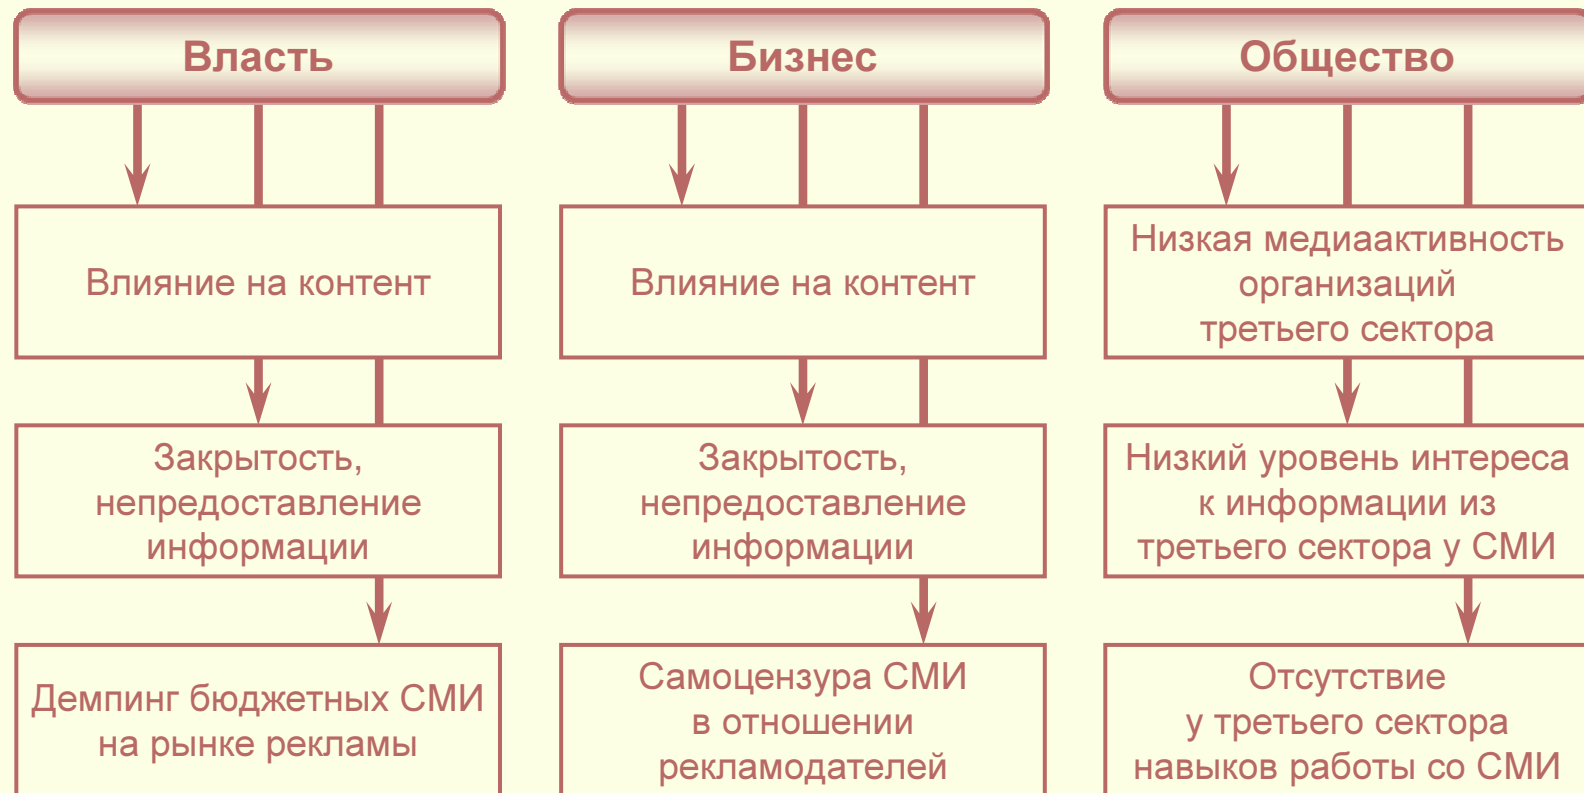 Власть
Бизнес
Общество
Влияние на контент
Влияние на контент
Низкая медиаактивность
организаций
третьего сектора
Закрытость,
непредоставление
информации
Закрытость,
непредоставление
информации
Низкий уровень интереса
к информации из
третьего сектора у СМИ
Демпинг бюджетных СМИ
на рынке рекламы
Самоцензура СМИ
в отношении
рекламодателей
Отсутствие
у третьего сектора
навыков работы со СМИ